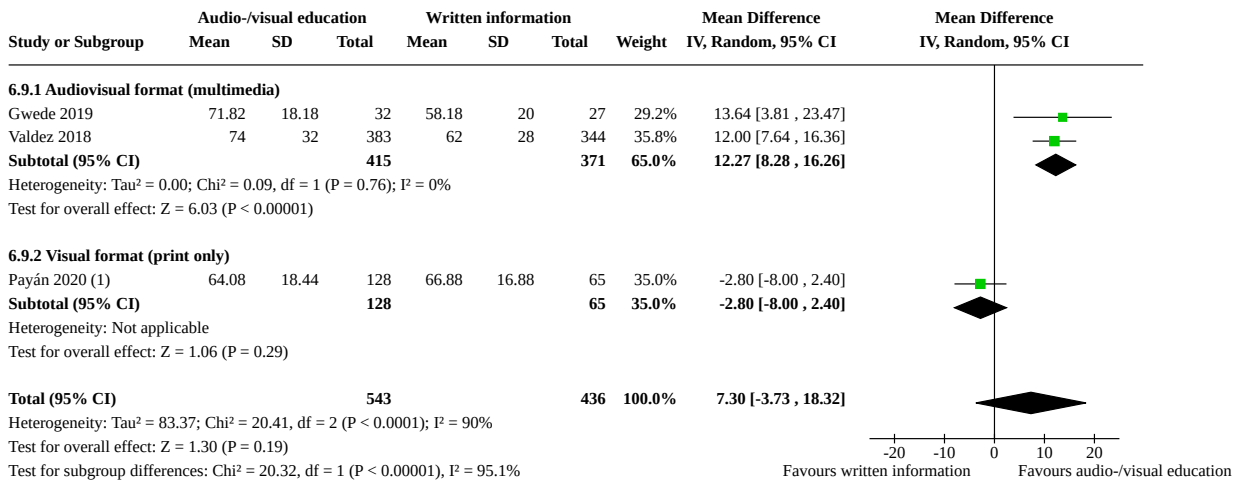 Audio-/visual education Written information Mean Difference Mean Difference
Study or Subgroup Mean SD Total Mean SD Total Weight IV, Random, 95% CI IV, Random, 95% CI
6.9.1 Audiovisual format (multimedia)
Gwede 2019 71.82 18.18 32 58.18 20 27 29.2% 13.64 [3.81 , 23.47]
Valdez 2018 74 32 383 62 28 344 35.8% 12.00 [7.64 , 16.36]
Subtotal (95% CI) 415 371 65.0% 12.27 [8.28 , 16.26]
Heterogeneity: Tau² = 0.00; Chi² = 0.09, df = 1 (P = 0.76); I² = 0%
Test for overall effect: Z = 6.03 (P < 0.00001)
6.9.2 Visual format (print only)
Payán 2020 (1) 64.08 18.44 128 66.88 16.88 65 35.0% -2.80 [-8.00 , 2.40]
Subtotal (95% CI) 128 65 35.0% -2.80 [-8.00 , 2.40]
Heterogeneity: Not applicable
Test for overall effect: Z = 1.06 (P = 0.29)
Total (95% CI) 543 436 100.0% 7.30 [-3.73 , 18.32]
Heterogeneity: Tau² = 83.37; Chi² = 20.41, df = 2 (P < 0.0001); I² = 90%
Test for overall effect: Z = 1.30 (P = 0.19)
-20 -10 0 10 20
Test for subgroup differences: Chi² = 20.32, df = 1 (P < 0.00001), I² = 95.1%
Favours written information Favours audio-/visual education